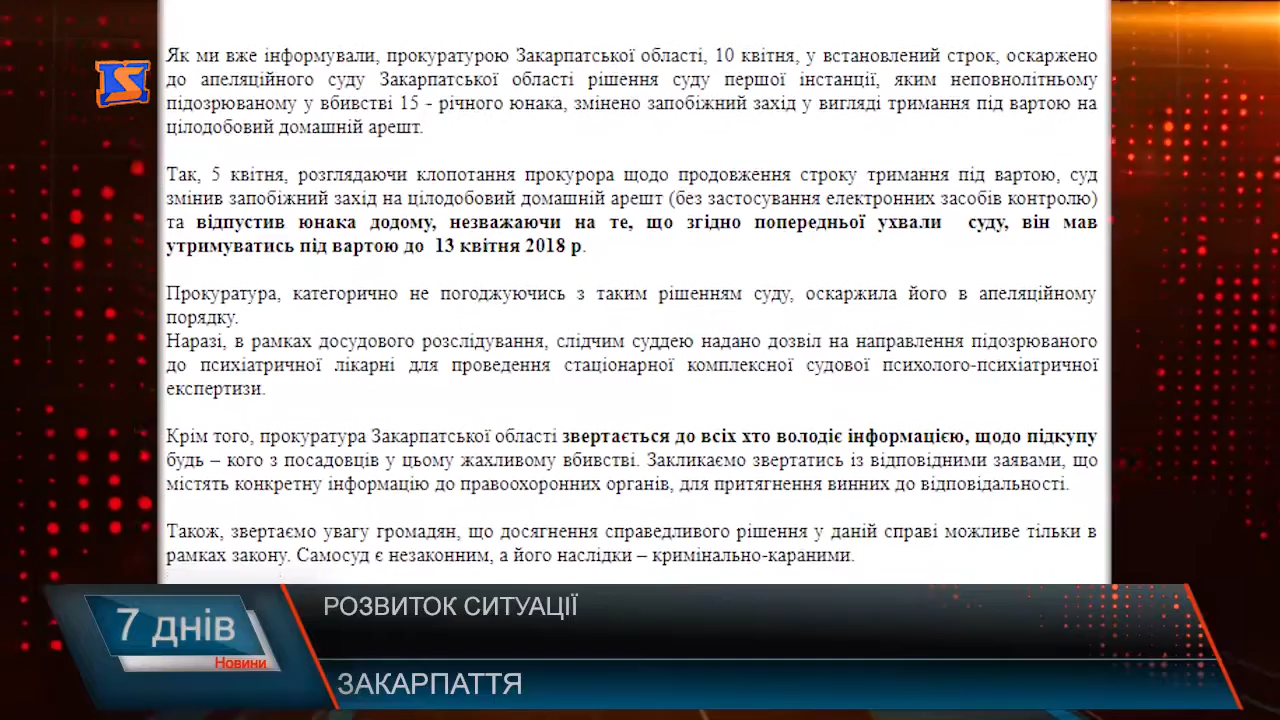 Як ми вже інформували, прокуратурою Закарпатської області, 10 квітня, у встановлений строк, оскаржено
до апеляційного суду Закарпатської області рішення суду першої інстанції, яким неповнолітньому
підозрюваному у вбивстві 15 - річного юнака, змінено запобіжний захід у вигляді тримання під вартою на
цілодобовий домашній арешт.
Так, 5 квітня, розглядаючи клопотання прокурора щодо продовження строку тримання під вартою, суд
змінив запобіжний захід на цілодобовий домашній арешт (без застосування електронних засобів контролю)
та відпустив юнака додому, незважаючи на те, що згідно попередньої ухвали суду, він мав
утримуватись під вартою до 13 квітня 2018 р.
Прокуратура, категорично не погоджуючись з таким рішенням суду, оскаржила його в апеляційному
порядку.
Наразі, в рамках досудового розслідування, слідчим суддею надано дозвіл на направлення підозрюваного
до психіатричної лікарні для проведення стаціонарної комплексної судової психолого-психіатричної
експертизи.
Крім того, прокуратура Закарпатської області звертається до всіх хто володіє інформацією, щодо підкупу
будь – кого з посадовців у цьому жахливому вбивстві. Закликаємо звертатись із відповідними заявами, що
містять конкретну інформацію до правоохоронних органів, для притягнення винних до відповідальності.
Також, звертаємо увагу громадян, що досягнення справедливого рішення у даній справі можливе тільки в
рамках закону. Самосуд є незаконним, а його наслідки – кримінально-караними.
7 днів
Новини
РОЗВИТОК СИТУАЦІЇ
ЗАКАРПАТТЯ